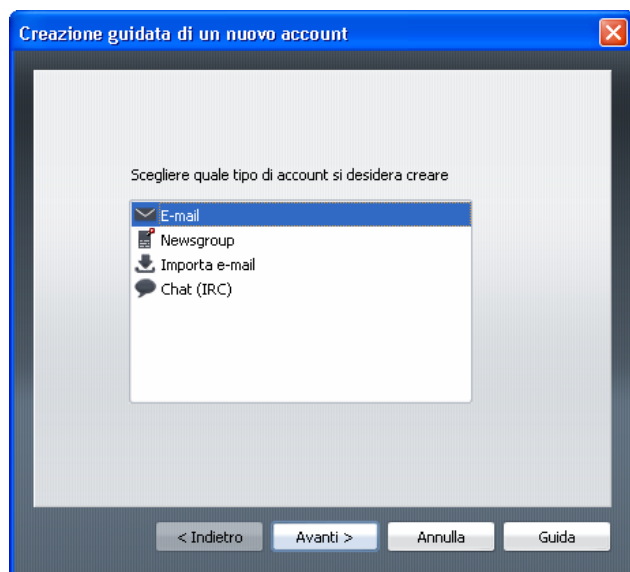 Creazione guidata di un nuovo account
Scegliere quale tipo di account si desidera creare
E-mail
Newsgroup
Importa e-mail
Chat (IRC)
< Indietro
Avanti >
Annulla
Guida